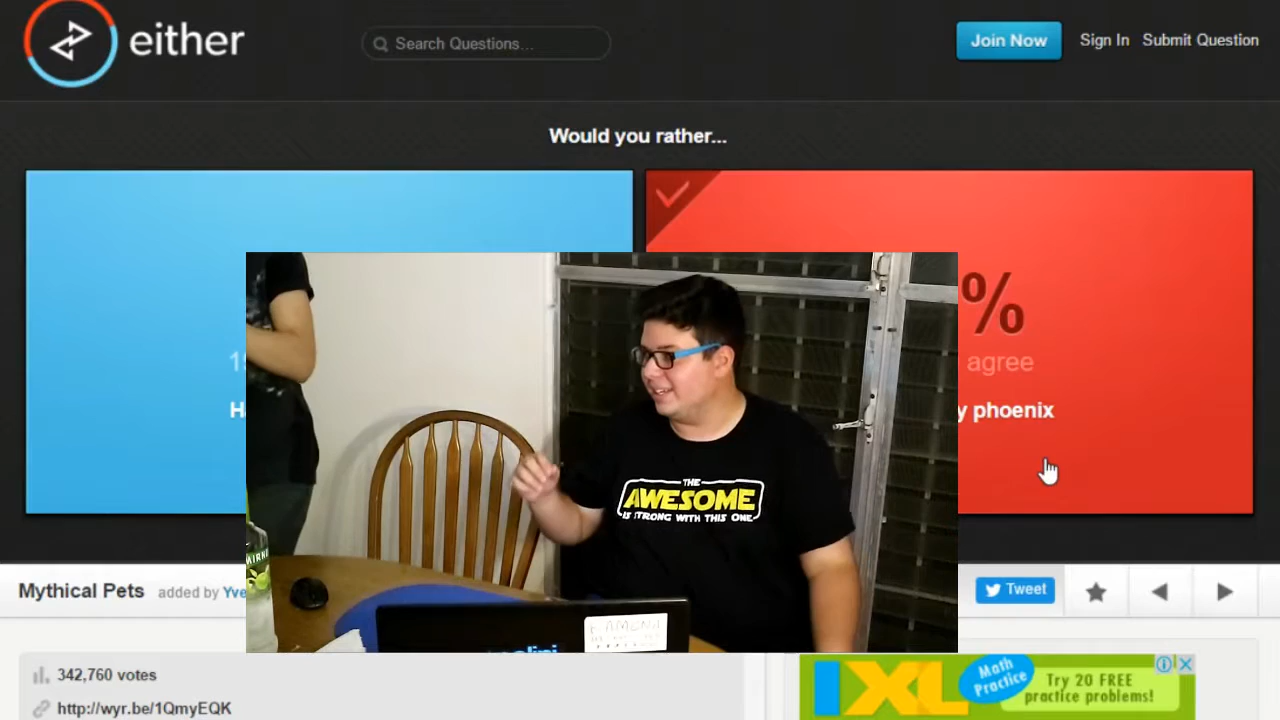 either
Search Questions...
Join Now
Sign In
Submit Question
Would you rather...
%
agree
phoenix
THE
AWESOME
IS STRONG WITH THIS ONE
Mythical Pets
added by
Tweet
342,760 votes
http://wyr.be/1QmyEQK
IXL
Math
Practice
Try 20 FREE
practice problems!